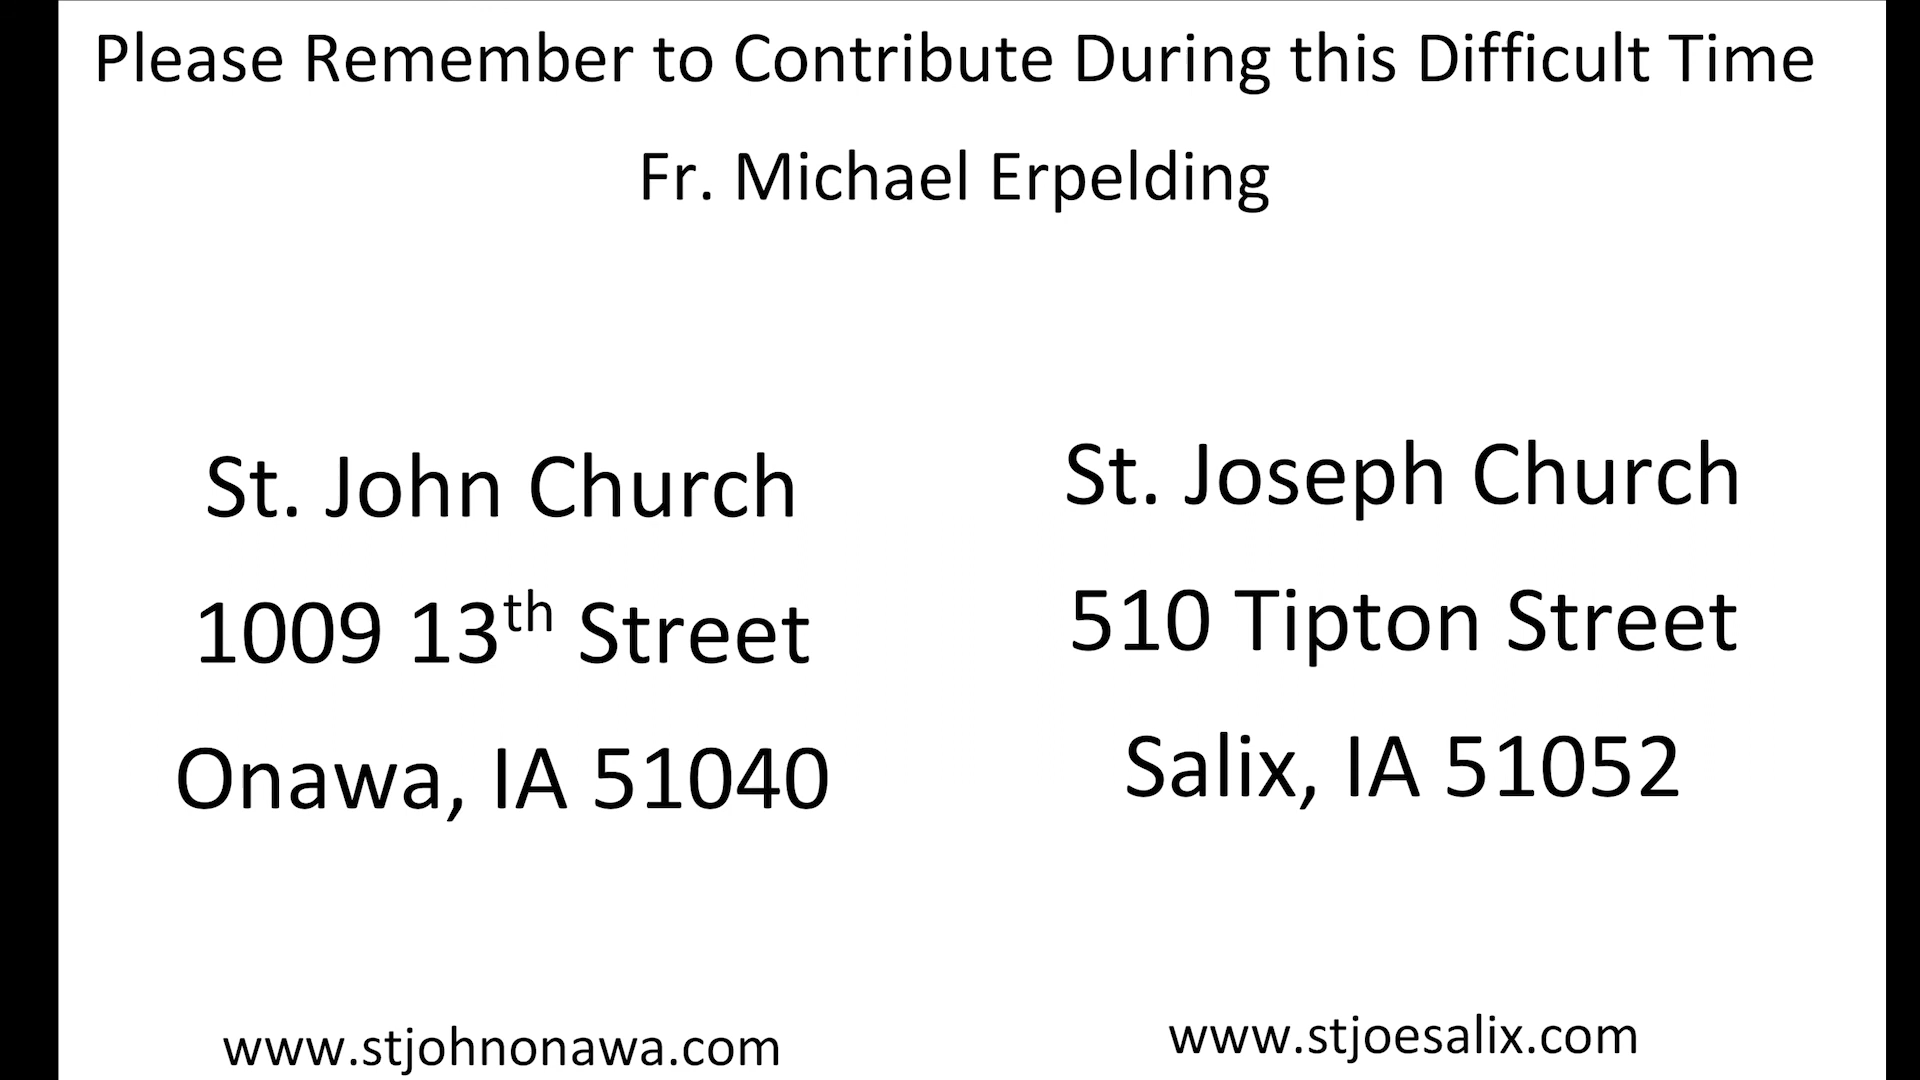 Please Remember to Contribute During this Difficult Time
Fr. Michael Erpelding
St. John Church
1009 13th Street
Onawa, IA 51040
www.stjohnonawa.com
St. Joseph Church
510 Tipton Street
Salix, IA 51052
www.stjoesalix.com